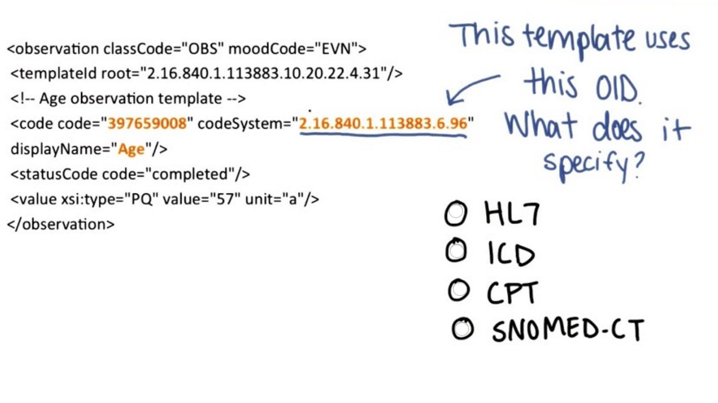 <observation classCode="OBS" moodCode="EVN">
<templateId root="2.16.840.1.113883.10.20.22.4.31"/>
<!-- Age observation template -->
<code code="397659008" codeSystem="2.16.840.1.113883.6.96"
displayName="Age"/>
<statusCode code="completed"/>
<value xsi:type="PQ" value="57" unit="a"/>
</observation>
This template uses
this OID.
What does it
specify?
HL7
ICD
CPT
SNOMED-CT